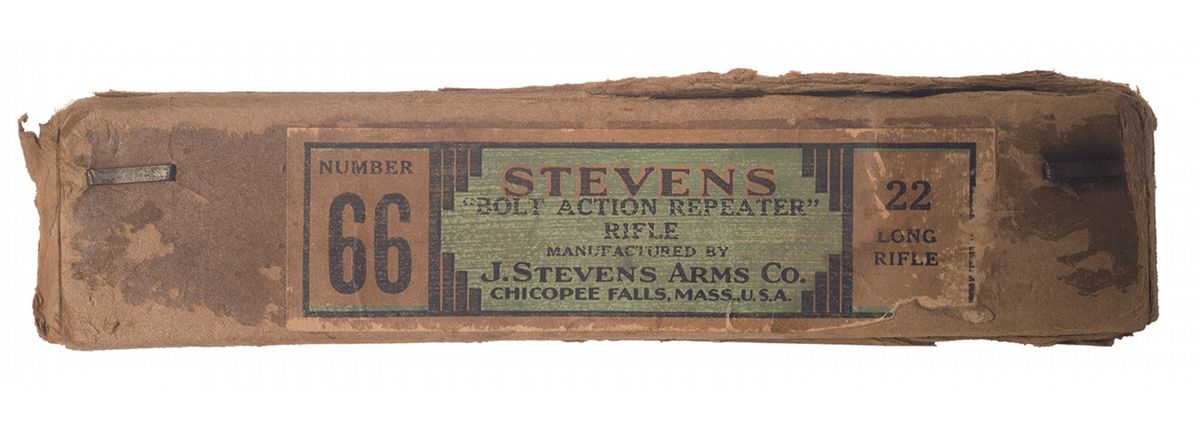 NUMBER
66
STEVENS
"BOLT ACTION REPEATER"
RIFLE
MANUFACTURED BY
J. STEVENS ARMS CO.
CHICOPEE FALLS, MASS., U.S.A.
22
LONG
RIFLE